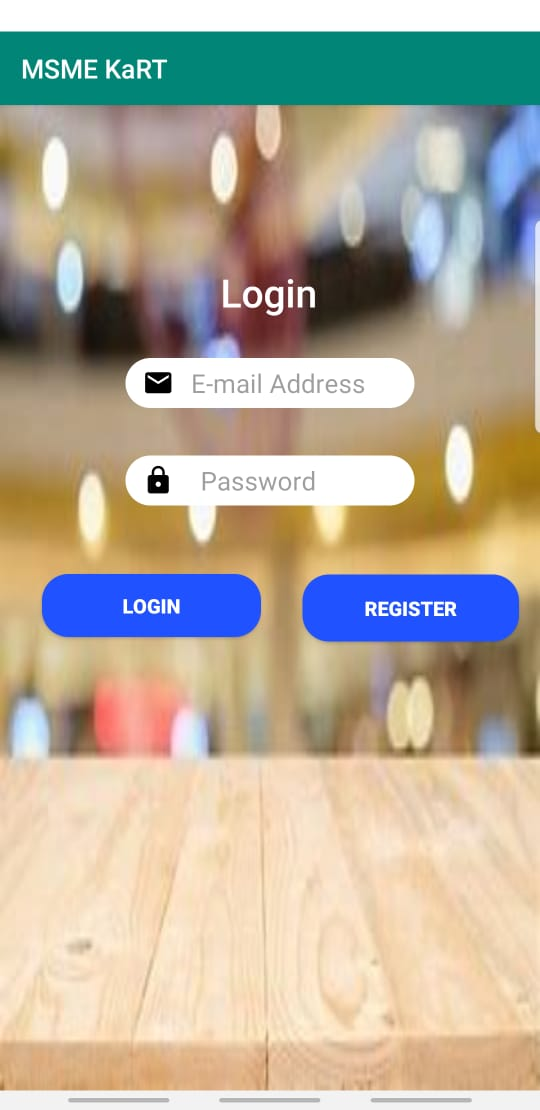 MSME KaRT
Login
E-mail Address
Password
LOGIN
REGISTER